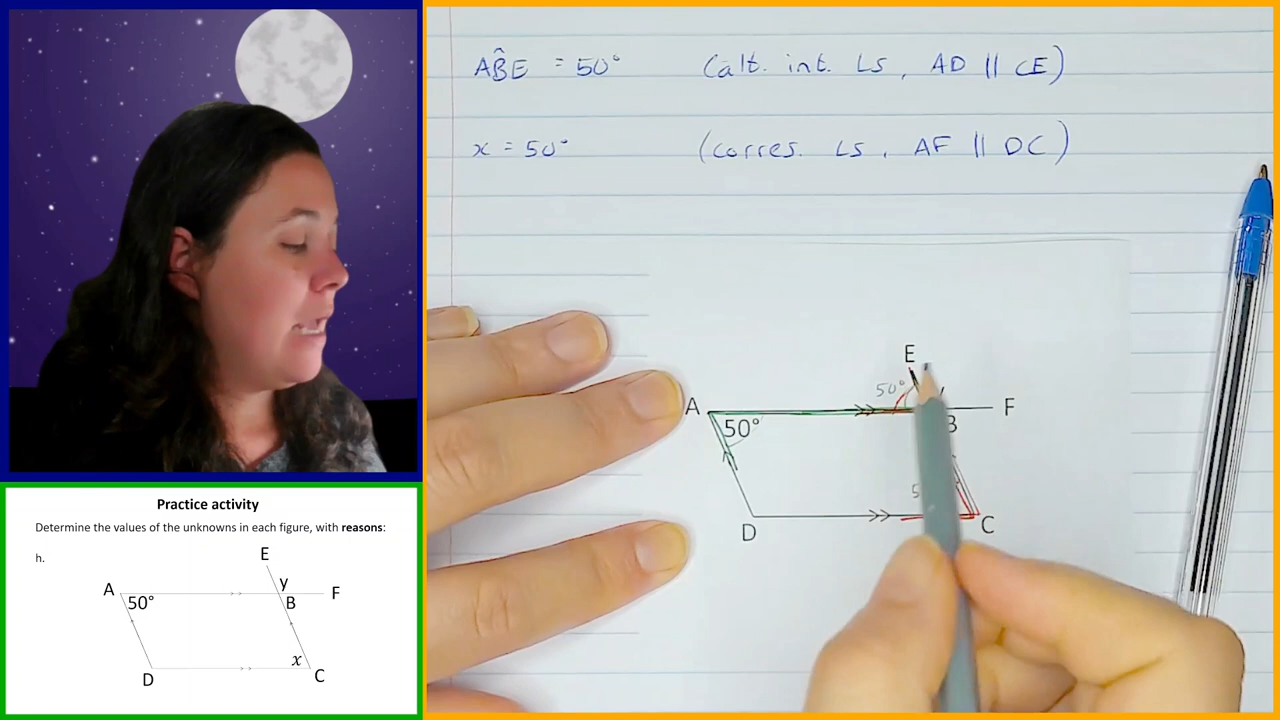 AB̂E = 50° (alt. int. ∠s, AD || CE)
x = 50° (corres. ∠s, AF || DC)
E
50°
A
F
50°
B
D
C
Practice activity
Determine the values of the unknowns in each figure, with reasons:
h.
E
y
A
F
50°
B
x
D
C